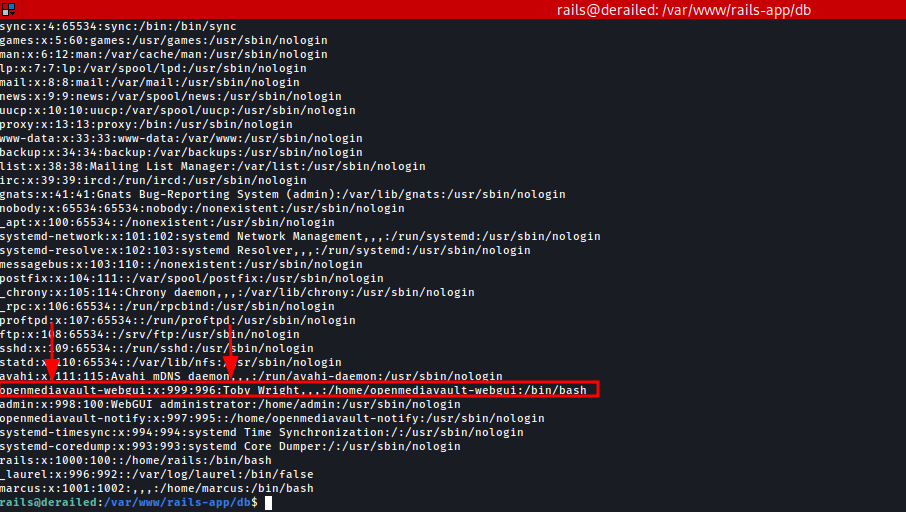 rails@derailed: /var/www/rails-app/db
sync:x:4:65534:sync:/bin:/bin/sync
games:x:5:60:games:/usr/games:/usr/sbin/nologin
man:x:6:12:man:/var/cache/man:/usr/sbin/nologin
lp:x:7:7:lp:/var/spool/lpd:/usr/sbin/nologin
mail:x:8:8:mail:/var/mail:/usr/sbin/nologin
news:x:9:9:news:/var/spool/news:/usr/sbin/nologin
uucp:x:10:10:uucp:/var/spool/uucp:/usr/sbin/nologin
proxy:x:13:13:proxy:/bin:/usr/sbin/nologin
www-data:x:33:33:www-data:/var/www:/usr/sbin/nologin
backup:x:34:34:backup:/var/backups:/usr/sbin/nologin
list:x:38:38:Mailing List Manager:/var/list:/usr/sbin/nologin
irc:x:39:39:ircd:/run/ircd:/usr/sbin/nologin
gnats:x:41:41:Gnats Bug-Reporting System (admin):/var/lib/gnats:/usr/sbin/nologin
nobody:x:65534:65534:nobody:/nonexistent:/usr/sbin/nologin
_apt:x:100:65534::/nonexistent:/usr/sbin/nologin
systemd-network:x:101:102:systemd Network Management,,,:/run/systemd:/usr/sbin/nologin
systemd-resolve:x:102:103:systemd Resolver,,,:/run/systemd:/usr/sbin/nologin
messagebus:x:103:110::/nonexistent:/usr/sbin/nologin
postfix:x:104:111::/var/spool/postfix:/usr/sbin/nologin
_chrony:x:105:114:Chrony daemon,,,:/var/lib/chrony:/usr/sbin/nologin
_rpc:x:106:65534::/run/rpcbind:/usr/sbin/nologin
proftpd:x:107:65534::/run/proftpd:/usr/sbin/nologin
ftp:x:108:65534::/srv/ftp:/usr/sbin/nologin
sshd:x:109:65534::/run/sshd:/usr/sbin/nologin
statd:x:110:65534::/var/lib/nfs:/usr/sbin/nologin
avahi:x:111:115:Avahi mDNS daemon,,,:/run/avahi-daemon:/usr/sbin/nologin
openmediavault-webgui:x:999:996:Toby Wright,,,:/home/openmediavault-webgui:/bin/bash
admin:x:998:100:WebGUI administrator:/home/admin:/usr/sbin/nologin
openmediavault-notify:x:997:995::/home/openmediavault-notify:/usr/sbin/nologin
systemd-timesync:x:994:994:systemd Time Synchronization:/:/usr/sbin/nologin
systemd-coredump:x:993:993:systemd Core Dumper:/:/usr/sbin/nologin
rails:x:1000:100::/home/rails:/bin/bash
_laurel:x:996:992::/var/log/laurel:/bin/false
marcus:x:1001:1002:,,,:/home/marcus:/bin/bash
rails@derailed:/var/www/rails-app/db$